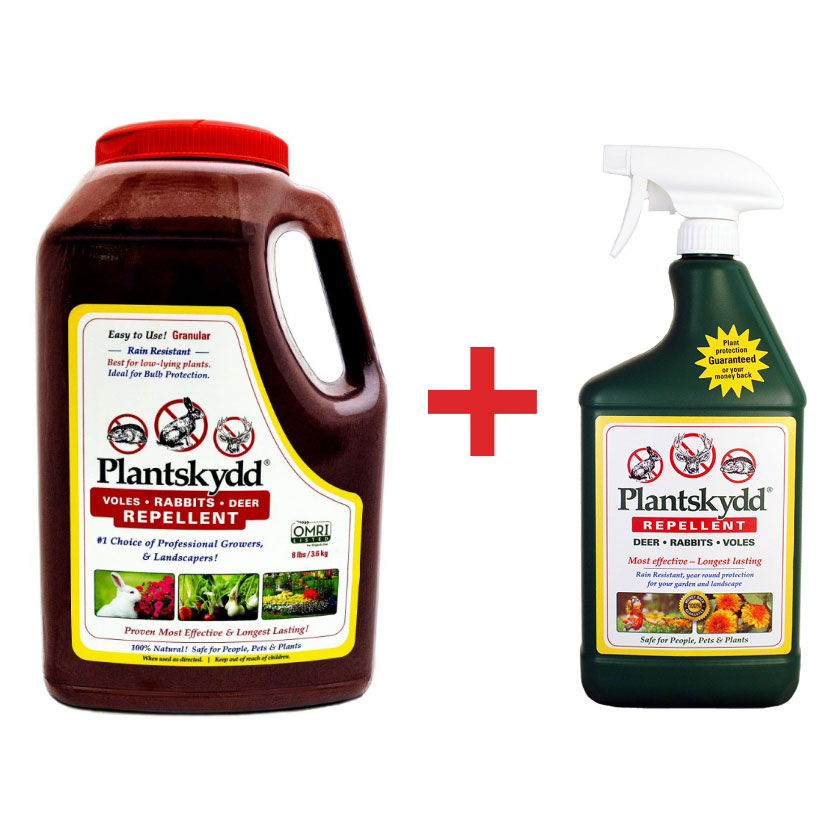 Easy to Use! Granular
Rain Resistant
Best for low-lying plants.
Ideal for Bulb Protection.
Plantskydd®
VOLES • RABBITS • DEER
REPELLENT
#1 Choice of Professional Growers,
& Landscapers!
OMRI
LISTED
For Organic Use
8 lbs / 3.6 kg
Proven Most Effective & Longest Lasting!
100% Natural! Safe for People, Pets & Plants
When used as directed. | Keep out of reach of children.
Plant
protection
Guaranteed
or your
money back
Plantskydd®
REPELLENT
DEER • RABBITS • VOLES
Most effective – Longest lasting
Rain Resistant, year round protection
for your garden and landscape
100%
Safe for People, Pets & Plants